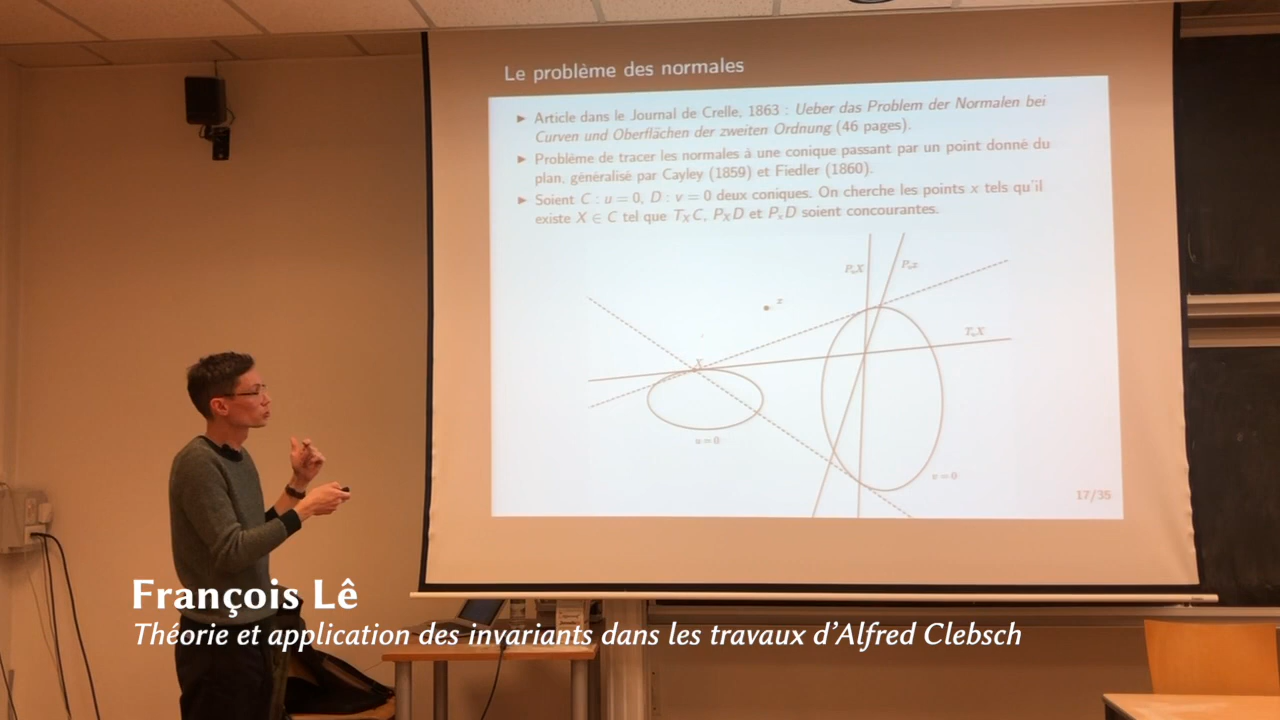 Le problème des normales
► Article dans le Journal de Crelle, 1863 : Ueber das Problem der Normalen bei
Curven und Oberflächen der zweiten Ordnung (46 pages).
► Problème de tracer les normales à une conique passant par un point donné du
plan, généralisé par Cayley (1859) et Fiedler (1860).
► Soient C : u = 0, D : v = 0 deux coniques. On cherche les points x tels qu'il
existe X ∈ C tel que T_X C, P_X D et P_x D soient concourantes.
P_v X
P_v x
x
T_u X
X
u = 0
v = 0
17/35
François Lê
Théorie et application des invariants dans les travaux d'Alfred Clebsch